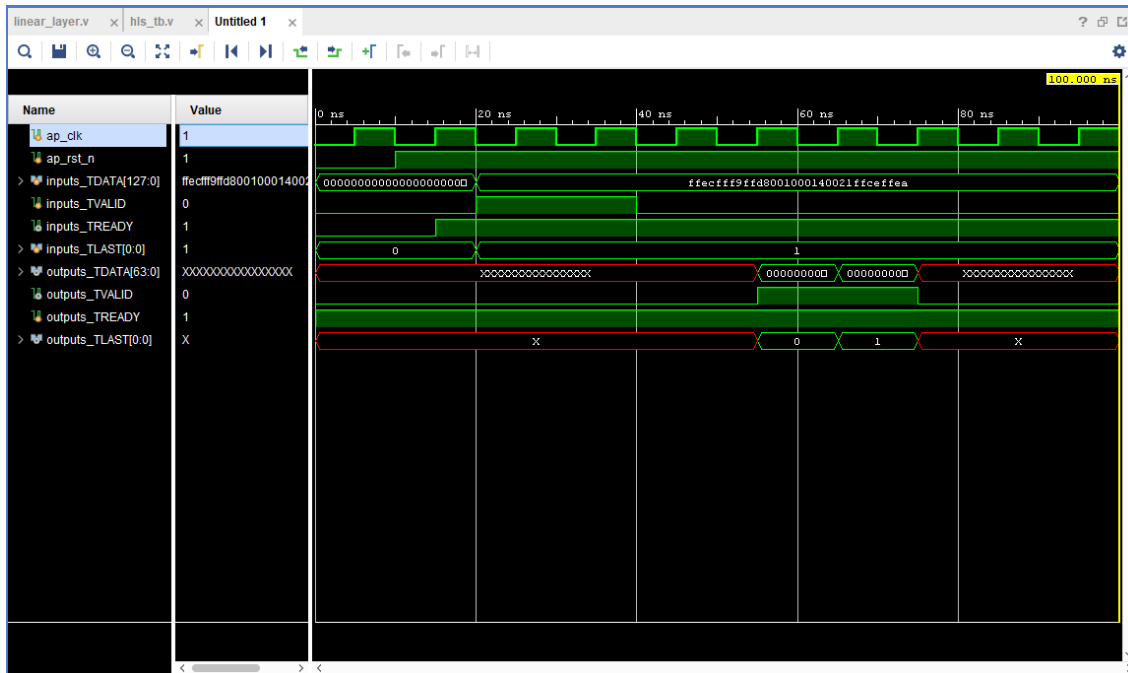 linear_layer.v × hls_tb.v × Untitled 1 ×
?
100.000 ns
Name Value
0 ns 20 ns 40 ns 60 ns 80 ns
ap_clk 1
ap_rst_n 1
inputs_TDATA[127:0] ffecfff9ffd800100014002 00000000000000000000 ffecfff9ffd8001000140021ffceffea
inputs_TVALID 0
inputs_TREADY 1
inputs_TLAST[0:0] 1 0 1
outputs_TDATA[63:0] XXXXXXXXXXXXXXXX XXXXXXXXXXXXXXXX 00000000 00000000 XXXXXXXXXXXXXXXX
outputs_TVALID 0
outputs_TREADY 1
outputs_TLAST[0:0] X X 0 1 X